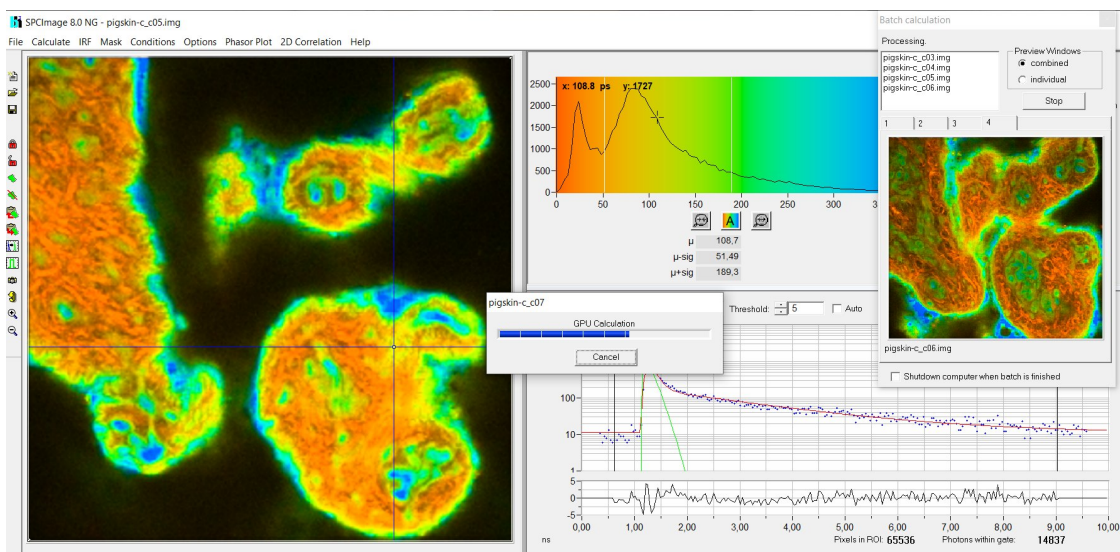 SPCImage 8.0 NG - pigskin-c_c05.img
File Calculate IRF Mask Conditions Options Phasor Plot 2D Correlation Help
x: 108.8 ps y: 1727
2500
2000
1500
1000
500
0
0 50 100 150 200 250 300
A
µ 108,7
µ-sig 51,49
µ+sig 189,3
Batch calculation
Processing.
pigskin-c_c03.img
pigskin-c_c04.img
pigskin-c_c05.img
pigskin-c_c06.img
Preview Windows
combined
individual
Stop
1 2 3 4
pigskin-c_c06.img
Shutdown computer when batch is finished
pigskin-c_c07
GPU Calculation
Cancel
Threshold: 5 Auto
100
10
1
5
0
-5
0,00 1,00 2,00 3,00 4,00 5,00 6,00 7,00 8,00 9,00 10,00
ns Pixels in ROI: 65536 Photons within gate: 14837